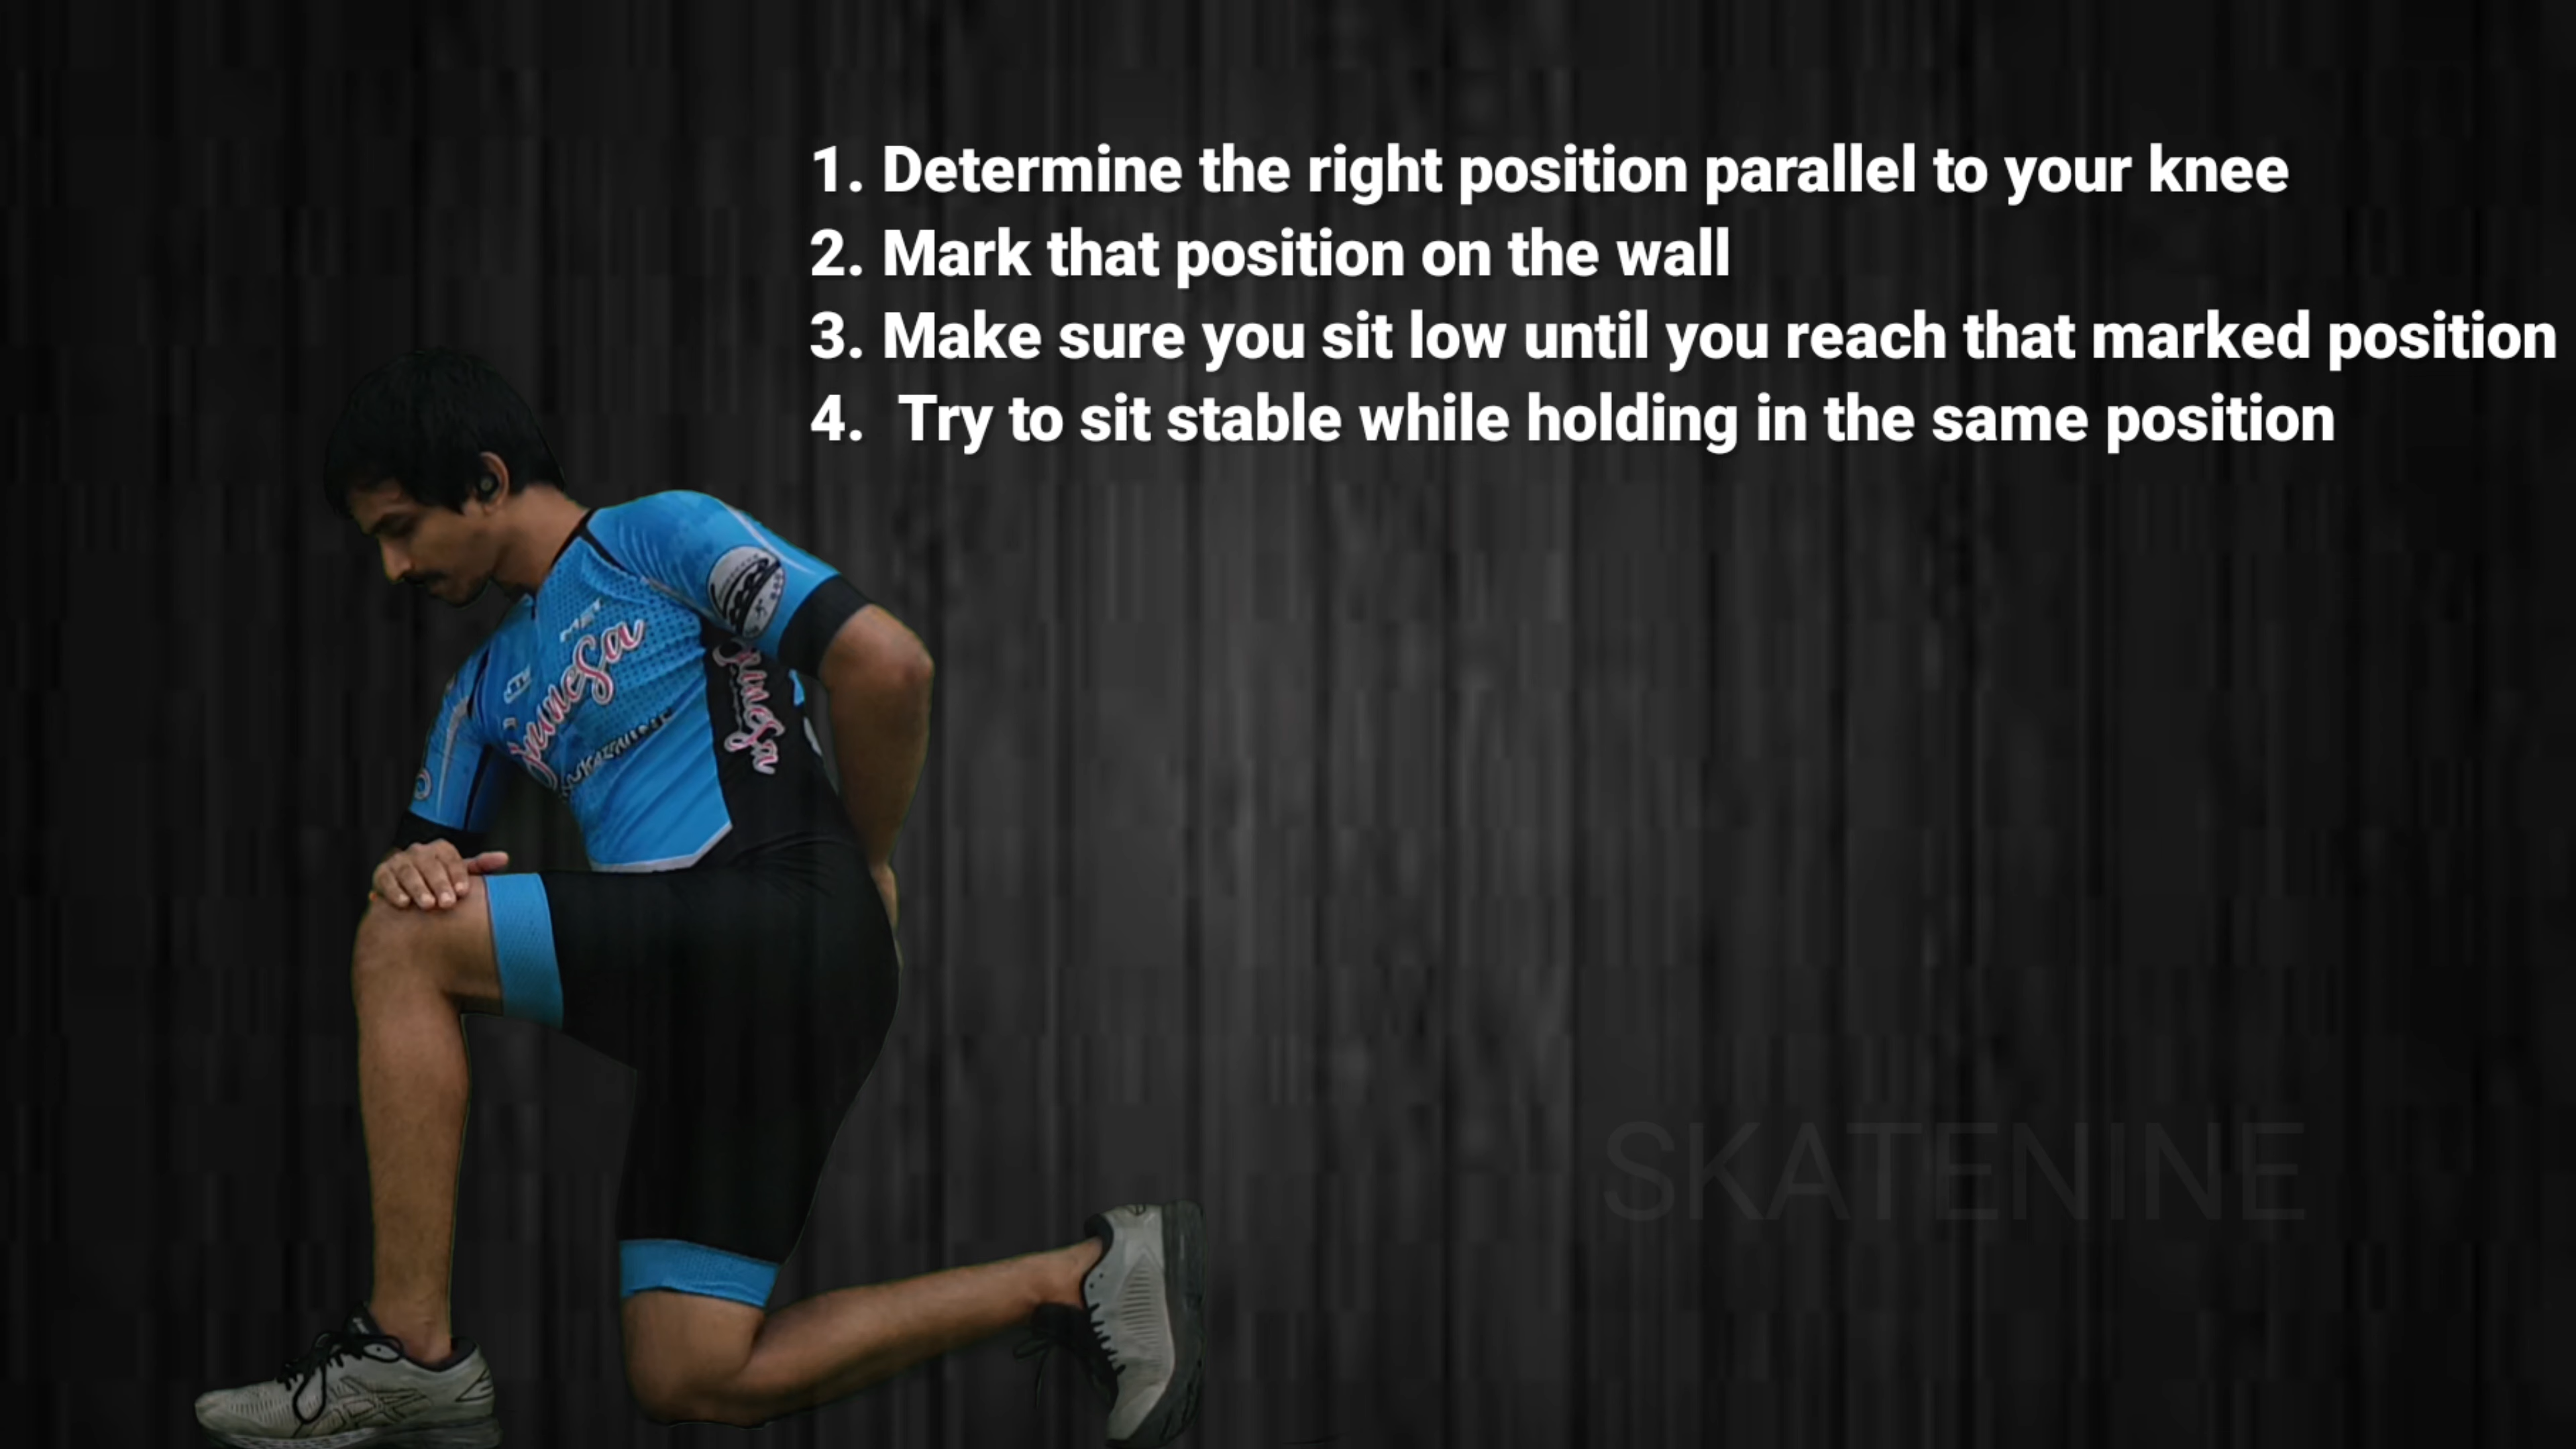 1. Determine the right position parallel to your knee
2. Mark that position on the wall
3. Make sure you sit low until you reach that marked position
4. Try to sit stable while holding in the same position
SKATENINE